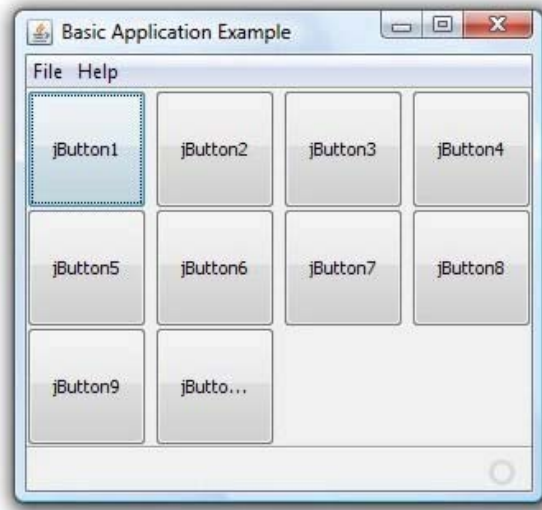 Basic Application Example
File Help
jButton1 jButton2 jButton3 jButton4
jButton5 jButton6 jButton7 jButton8
jButton9 jButto...